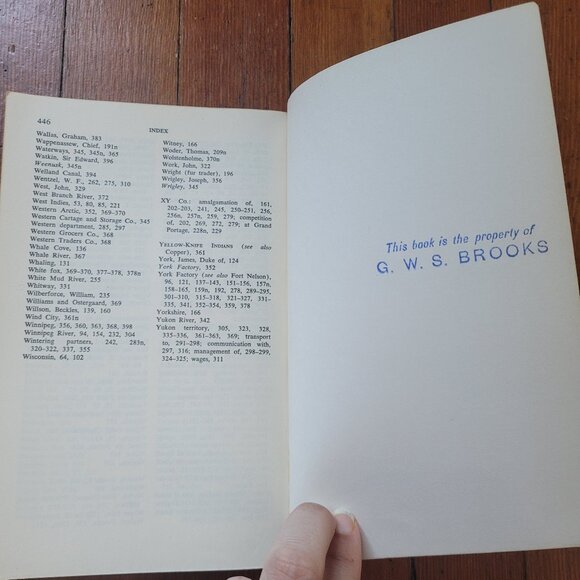 446
INDEX
Wallas, Graham, 383
Wappenassew, Chief, 191n
Waterways, 345, 345n, 365
Watkin, Sir Edward, 396
Weenusk, 345n
Welland Canal, 394
Wentzel, W. F., 262, 275, 310
West, John, 329
West Branch River, 372
West Indies, 53, 80, 85, 221
Western Arctic, 352, 369-370
Western Cartage and Storage Co., 345
Western department, 285, 297
Western Grocers Co., 368
Western Traders Co., 368
Whale Cove, 156
Whale River, 367
Whaling, 131
White fox, 369-370, 377-378, 378n
White Mud River, 255
Whitway, 331
Wilberforce, William, 235
Williams and Ostergaard, 369
Willson, Beckles, 139, 160
Wind City, 361n
Winnipeg, 356, 360, 363, 368, 398
Winnipeg River, 94, 154, 232, 304
Wintering partners, 242, 283n,
320-322, 337, 355
Wisconsin, 64, 102
Witney, 166
Woder, Thomas, 209n
Wolstenholme, 370n
Work, John, 322
Wright (fur trader), 196
Wrigley, Joseph, 356
Wrigley, 345
XY Co.: amalgamation of, 161,
202-203, 241, 245, 250-251, 256,
256n, 257n, 259, 279; competition
of, 202, 269, 272, 279; at Grand
Portage, 228n, 229
YELLOW-KNIFE INDIANS (see also
Copper), 361
York, James, Duke of, 124
York Factory, 352
York Factory (see also Fort Nelson),
96, 121, 137-143, 151-156, 157n,
158-165, 159n, 192, 278, 289-295,
301-310, 315-318, 321-327, 331-
335, 341, 352-354, 359, 378
Yorkshire, 166
Yukon River, 342
Yukon territory, 305, 323, 328,
335-336, 361-363, 369; transport
to, 291-298; communication with,
297, 316; management of, 298-299,
324-325; wages, 311
This book is the property of
G. W. S. BROOKS